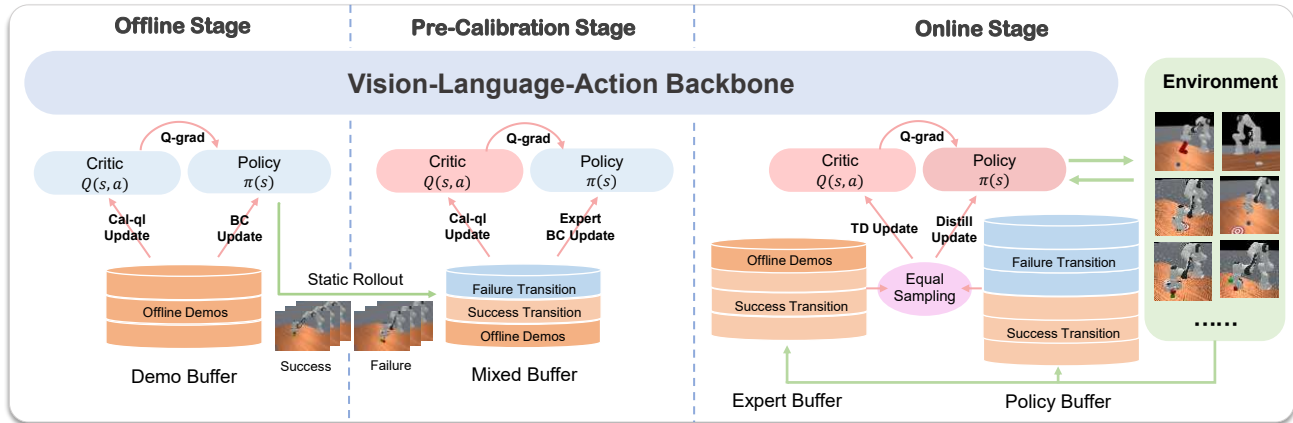 Offline Stage
Pre-Calibration Stage
Online Stage
Vision-Language-Action Backbone
Environment
Q-grad
Critic
Q(s, a)
Policy
π(s)
Cal-ql
Update
BC
Update
Offline Demos
Demo Buffer
Static Rollout
Success
Failure
Q-grad
Critic
Q(s, a)
Policy
π(s)
Cal-ql
Update
Expert
BC Update
Failure Transition
Success Transition
Offline Demos
Mixed Buffer
Q-grad
Critic
Q(s, a)
Policy
π(s)
TD Update
Distill
Update
Offline Demos
Success Transition
Equal
Sampling
Failure Transition
Success Transition
Expert Buffer
Policy Buffer
......